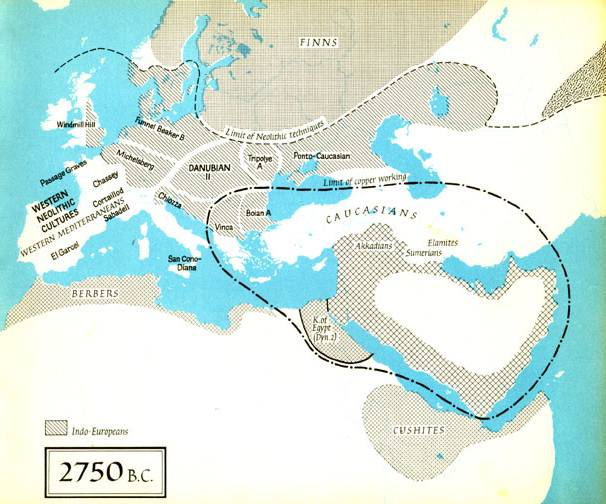 FINNS
Windmill Hill
Funnel Beaker B
Limit of Neolithic techniques
Michelsberg
DANUBIAN
II
Tripolye
A
Ponto-Caucasian
Passage Graves
Chassey
Limit of copper working
WESTERN
NEOLITHIC
CULTURES
Cortaillod
Chiozza
Boian A
CAUCASIANS
WESTERN MEDITERRANEANS
Sabadell
Vinca
El Garcel
Akkadians
Elamites
Sumerians
San Cono-
Diana
BERBERS
K. of
Egypt
(Dyn. 2)
CUSHITES
Indo-Europeans
2750 B.C.